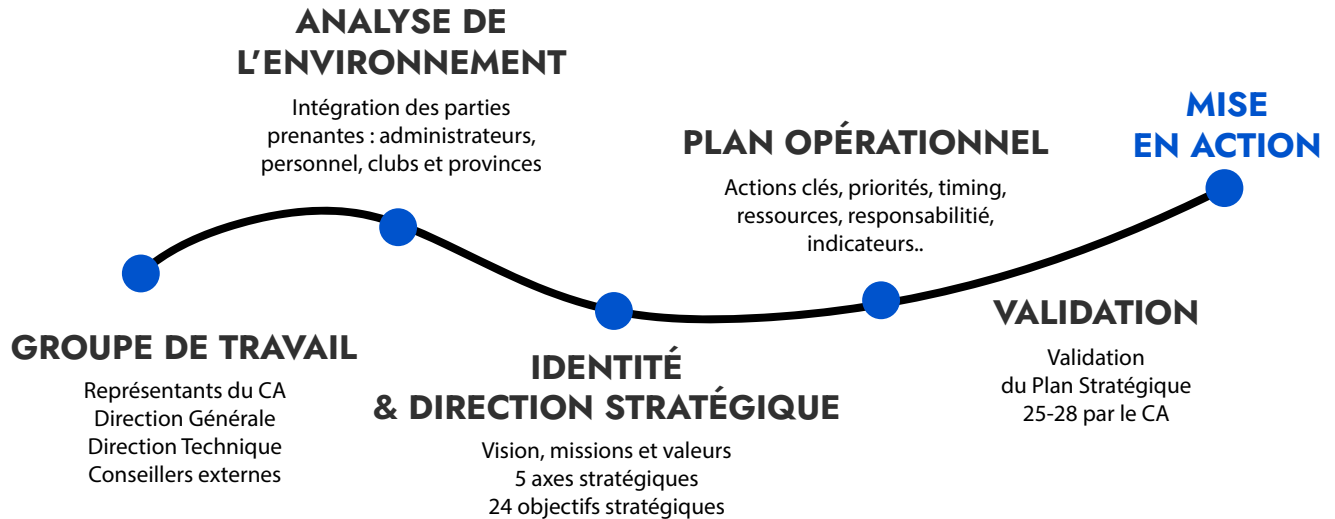 GROUPE DE TRAVAIL
Représentants du CA
Direction Générale
Direction Technique
Conseillers externes
ANALYSE DE
L’ENVIRONNEMENT
Intégration des parties
prenantes : administrateurs,
personnel, clubs et provinces
IDENTITÉ
& DIRECTION STRATÉGIQUE
Vision, missions et valeurs
5 axes stratégiques
24 objectifs stratégiques
PLAN OPÉRATIONNEL
Actions clés, priorités, timing,
ressources, responsabilitié,
indicateurs..
VALIDATION
Validation
du Plan Stratégique
25-28 par le CA
MISE
EN ACTION